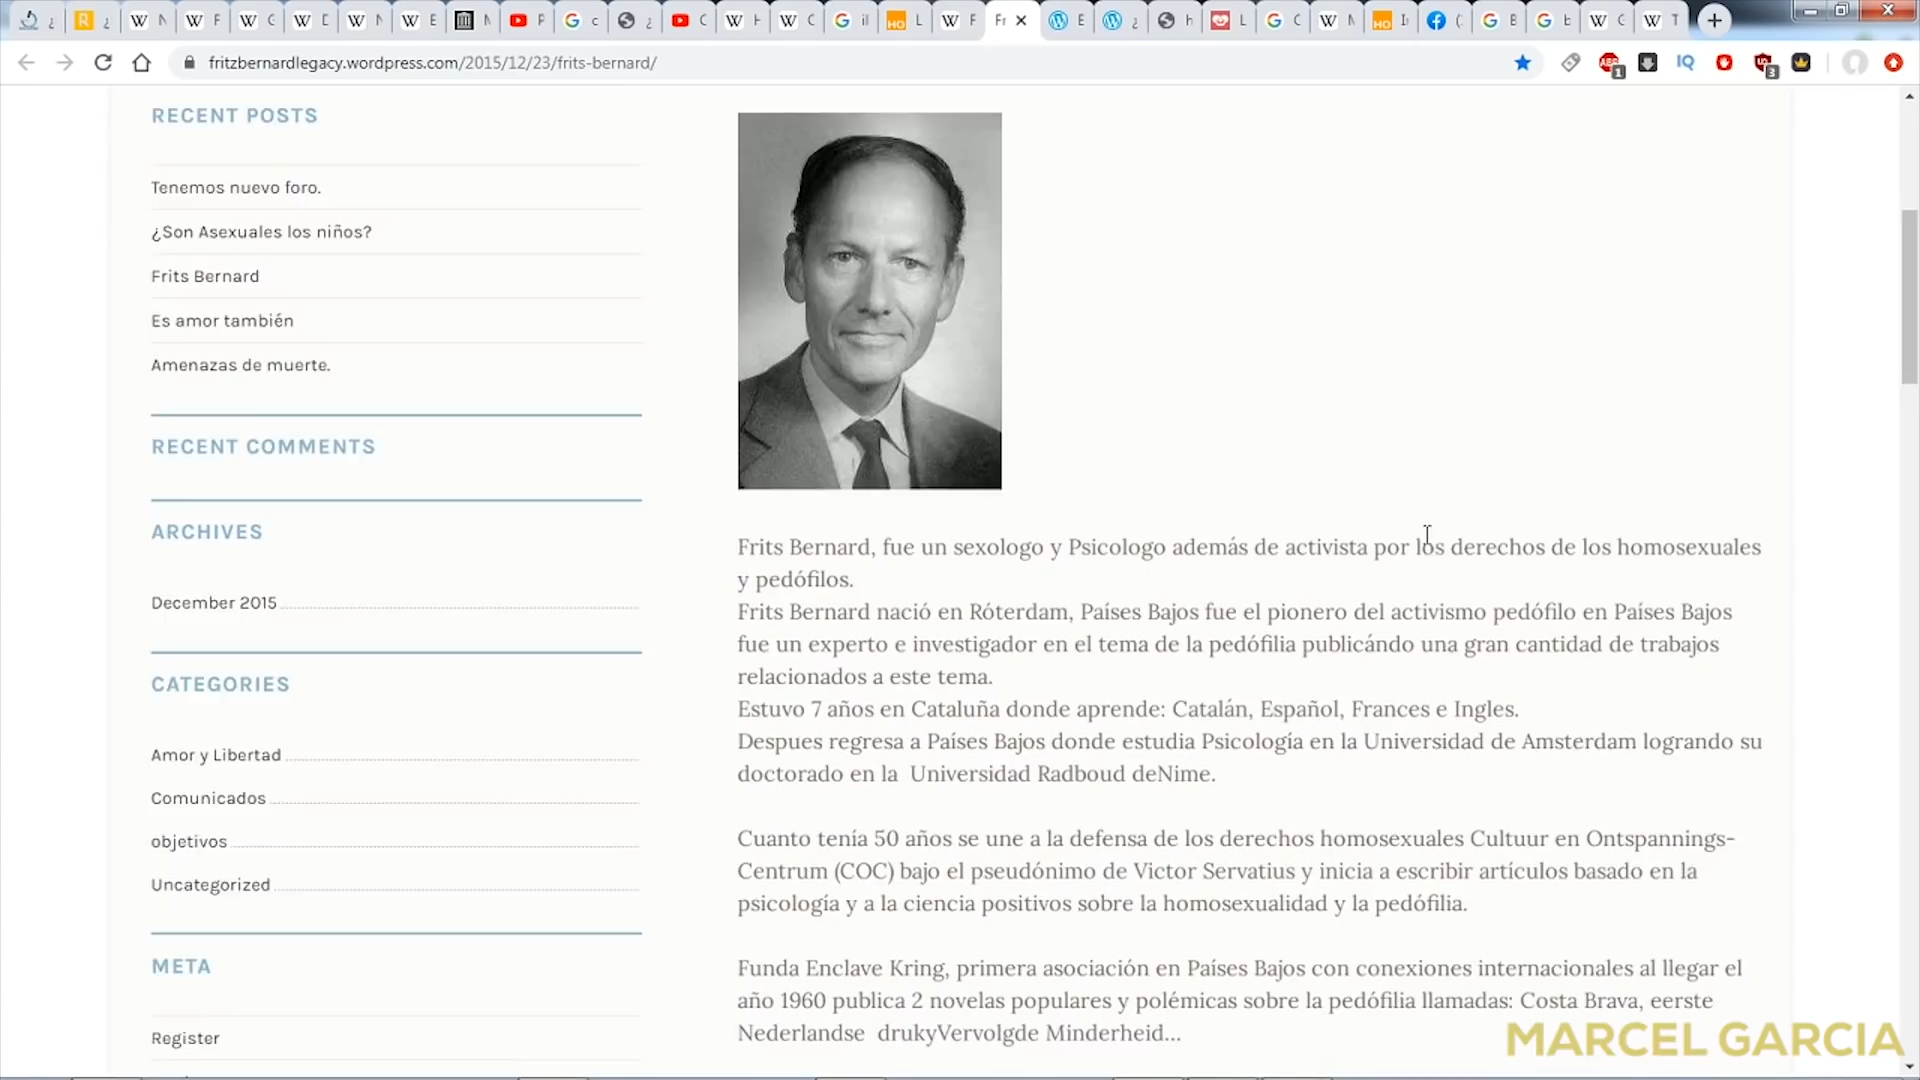 fritzbernardlegacy.wordpress.com/2015/12/23/frits-bernard/
RECENT POSTS
Tenemos nuevo foro.
¿Son Asexuales los niños?
Frits Bernard
Es amor también
Amenazas de muerte.
RECENT COMMENTS
ARCHIVES
December 2015
CATEGORIES
Amor y Libertad
Comunicados
objetivos
Uncategorized
META
Register
Frits Bernard, fue un sexologo y Psicologo además de activista por los derechos de los homosexuales
y pedófilos.
Frits Bernard nació en Róterdam, Países Bajos fue el pionero del activismo pedófilo en Países Bajos
fue un experto e investigador en el tema de la pedófilia publicándo una gran cantidad de trabajos
relacionados a este tema.
Estuvo 7 años en Cataluña donde aprende: Catalán, Español, Frances e Ingles.
Despues regresa a Países Bajos donde estudia Psicología en la Universidad de Amsterdam logrando su
doctorado en la  Universidad Radboud deNime.
Cuanto tenía 50 años se une a la defensa de los derechos homosexuales Cultuur en Ontspannings-
Centrum (COC) bajo el pseudónimo de Victor Servatius y inicia a escribir artículos basado en la
psicología y a la ciencia positivos sobre la homosexualidad y la pedófilia.
Funda Enclave Kring, primera asociación en Países Bajos con conexiones internacionales al llegar el
año 1960 publica 2 novelas populares y polémicas sobre la pedófilia llamadas: Costa Brava, eerste
Nederlandse  drukyVervolgde Minderheid...
MARCEL GARCIA